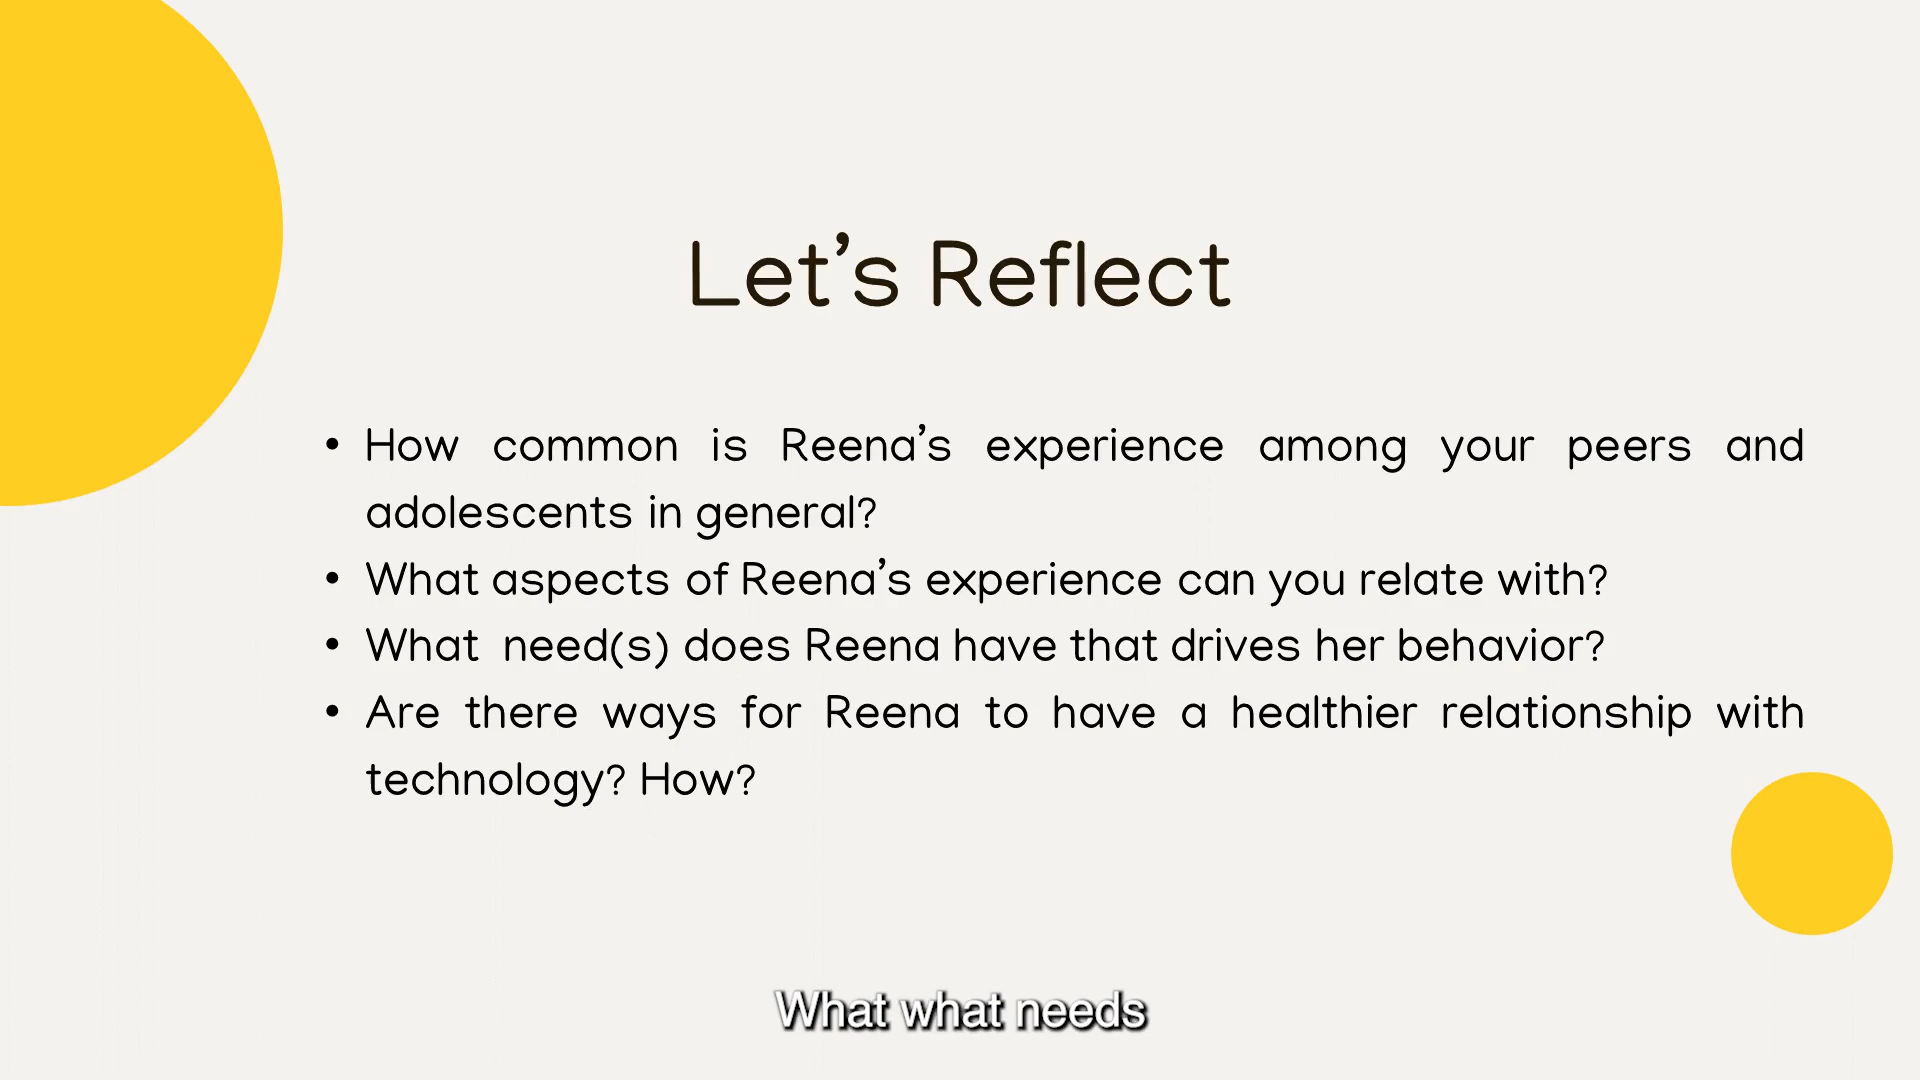 Let’s Reflect
• How common is Reena’s experience among your peers and
adolescents in general?
• What aspects of Reena’s experience can you relate with?
• What need(s) does Reena have that drives her behavior?
• Are there ways for Reena to have a healthier relationship with
technology? How?
What what needs